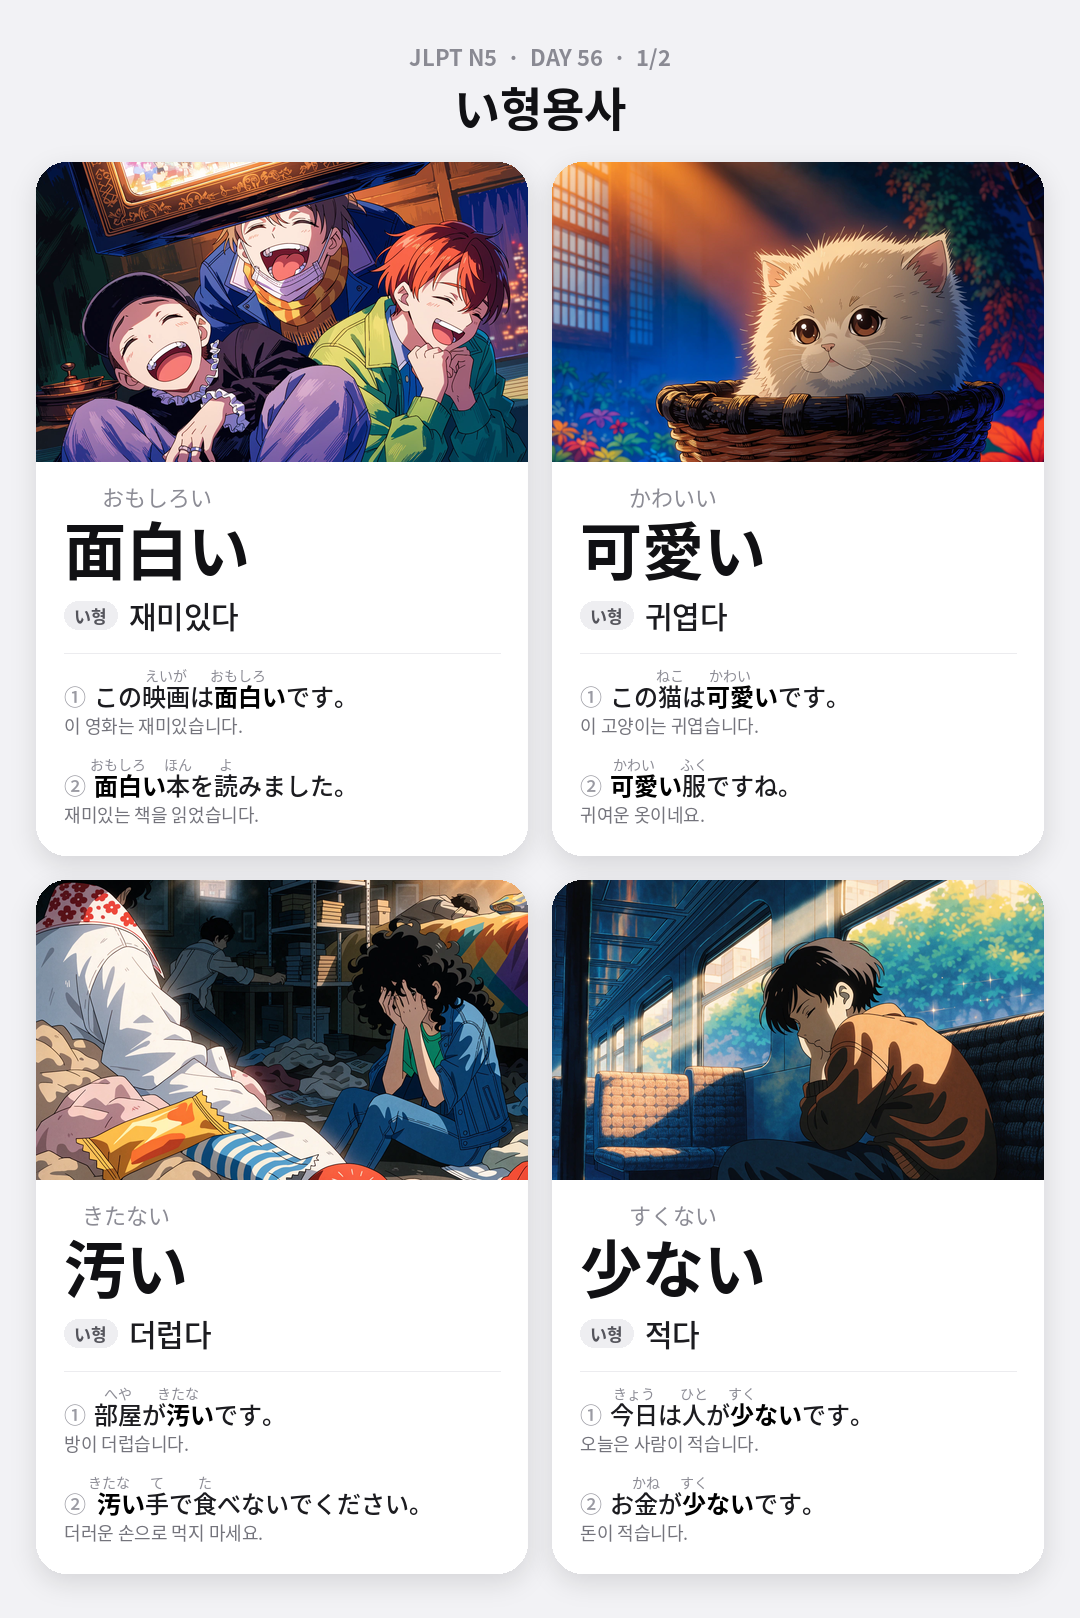 JLPT N5 · DAY 56 · 1/2
い형용사
おもしろい
面白い
い형 재미있다
えいが おもしろ
① この映画は面白いです。
이 영화는 재미있습니다.
おもしろ ほん よ
② 面白い本を読みました。
재미있는 책을 읽었습니다.
かわいい
可愛い
い형 귀엽다
ねこ かわい
① この猫は可愛いです。
이 고양이는 귀엽습니다.
かわい ふく
② 可愛い服ですね。
귀여운 옷이네요.
きたない
汚い
い형 더럽다
へや きたな
① 部屋が汚いです。
방이 더럽습니다.
きたな て た
② 汚い手で食べないでください。
더러운 손으로 먹지 마세요.
すくない
少ない
い형 적다
きょう ひと すく
① 今日は人が少ないです。
오늘은 사람이 적습니다.
かね すく
② お金が少ないです。
돈이 적습니다.